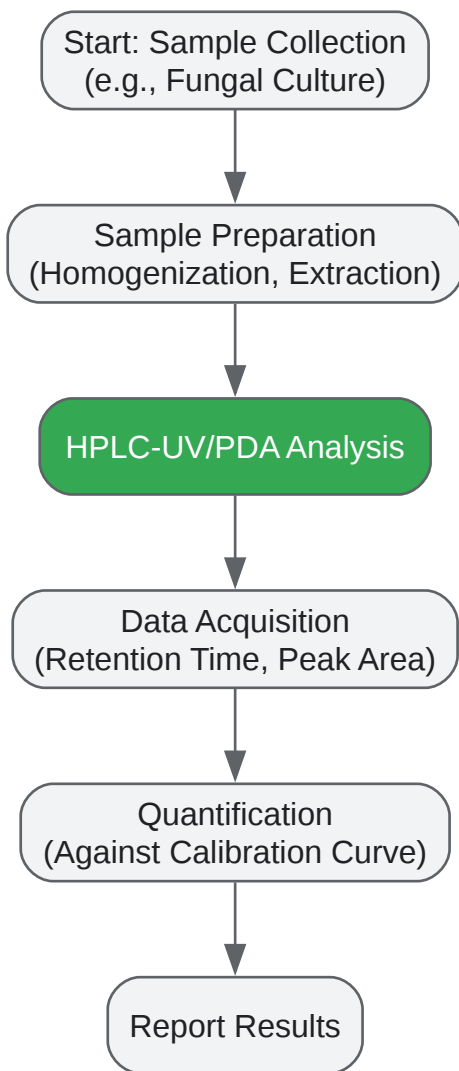 Start: Sample Collection
(e.g., Fungal Culture)
Sample Preparation
(Homogenization, Extraction)
HPLC-UV/PDA Analysis
Data Acquisition
(Retention Time, Peak Area)
Quantification
(Against Calibration Curve)
Report Results